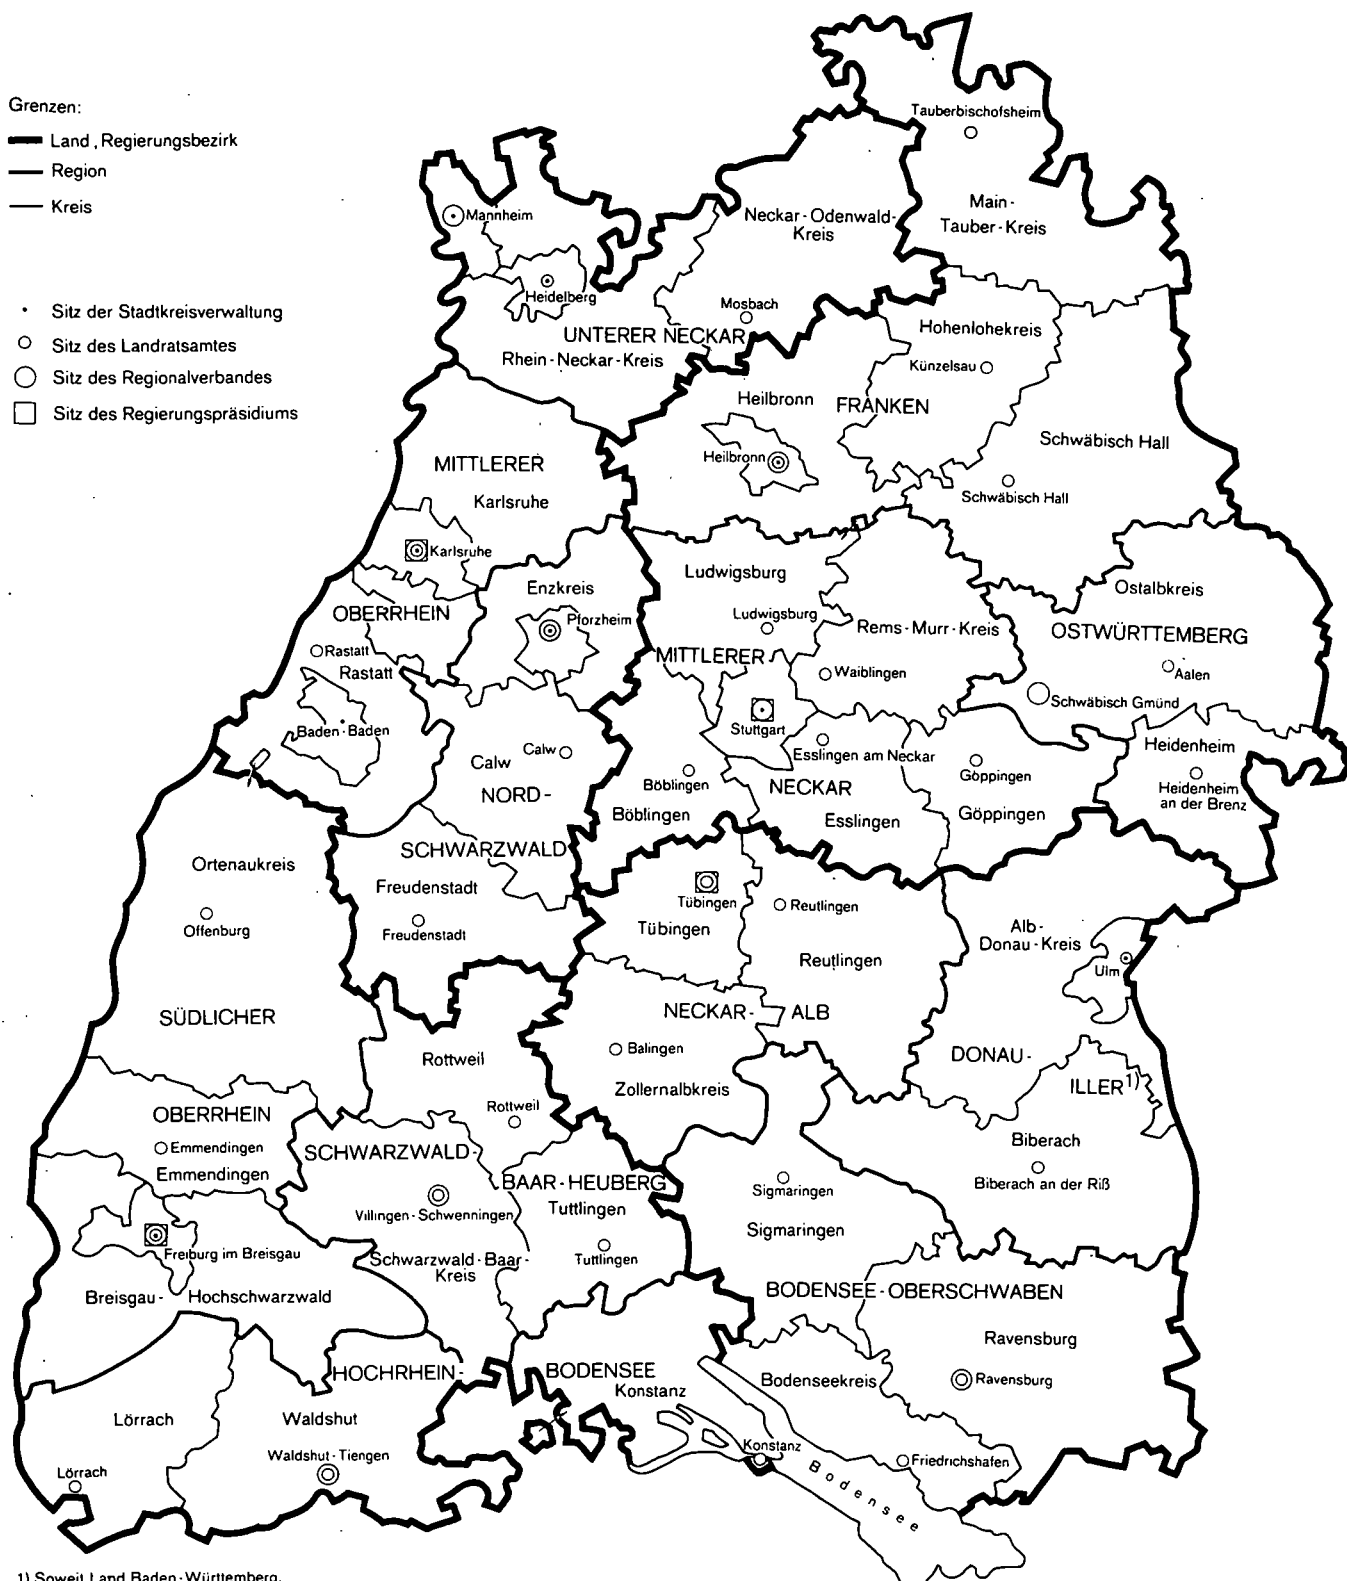 Grenzen:
Land, Regierungsbezirk
Region
Kreis
Sitz der Stadtkreisverwaltung
Sitz des Landratsamtes
Sitz des Regionalverbandes
Sitz des Regierungspräsidiums
Tauberbischofsheim
Main-
Tauber-Kreis
Mannheim
Neckar-Odenwald-
Kreis
Heidelberg
Mosbach
UNTERER NECKAR
Rhein-Neckar-Kreis
Hohenlohekreis
Künzelsau
Heilbronn
FRANKEN
Heilbronn
Schwäbisch Hall
Schwäbisch Hall
MITTLERER
Karlsruhe
Karlsruhe
OBERRHEIN
Enzkreis
Pforzheim
Rastatt
Rastatt
Baden-Baden
Ludwigsburg
Ludwigsburg
MITTLERER
Rems-Murr-Kreis
Waiblingen
Stuttgart
Ostalbkreis
OSTWÜRTTEMBERG
Aalen
Schwäbisch Gmünd
Heidenheim
Heidenheim
an der Brenz
Calw
Calw
NORD-
SCHWARZWALD
Böblingen
Böblingen
Esslingen am Neckar
NECKAR
Esslingen
Göppingen
Göppingen
Ortenaukreis
Offenburg
Freudenstadt
Freudenstadt
Tübingen
Tübingen
Reutlingen
Reutlingen
Alb-
Donau-Kreis
Ulm
SÜDLICHER
NECKAR-
ALB
Rottweil
Balingen
Zollernalbkreis
DONAU-
ILLER 1)
OBERRHEIN
Emmendingen
Emmendingen
Rottweil
SCHWARZWALD-
BAAR-HEUBERG
Villingen-Schwenningen
Tuttlingen
Tuttlingen
Schwarzwald-Baar-
Kreis
Biberach
Biberach an der Riß
Sigmaringen
Sigmaringen
Freiburg im Breisgau
Breisgau-
Hochschwarzwald
BODENSEE-OBERSCHWABEN
Ravensburg
Ravensburg
Bodenseekreis
HOCHRHEIN-
BODENSEE
Konstanz
Lörrach
Lörrach
Waldshut
Waldshut-Tiengen
Konstanz
Friedrichshafen
Bodensee
1) Soweit Land Baden-Württemberg.